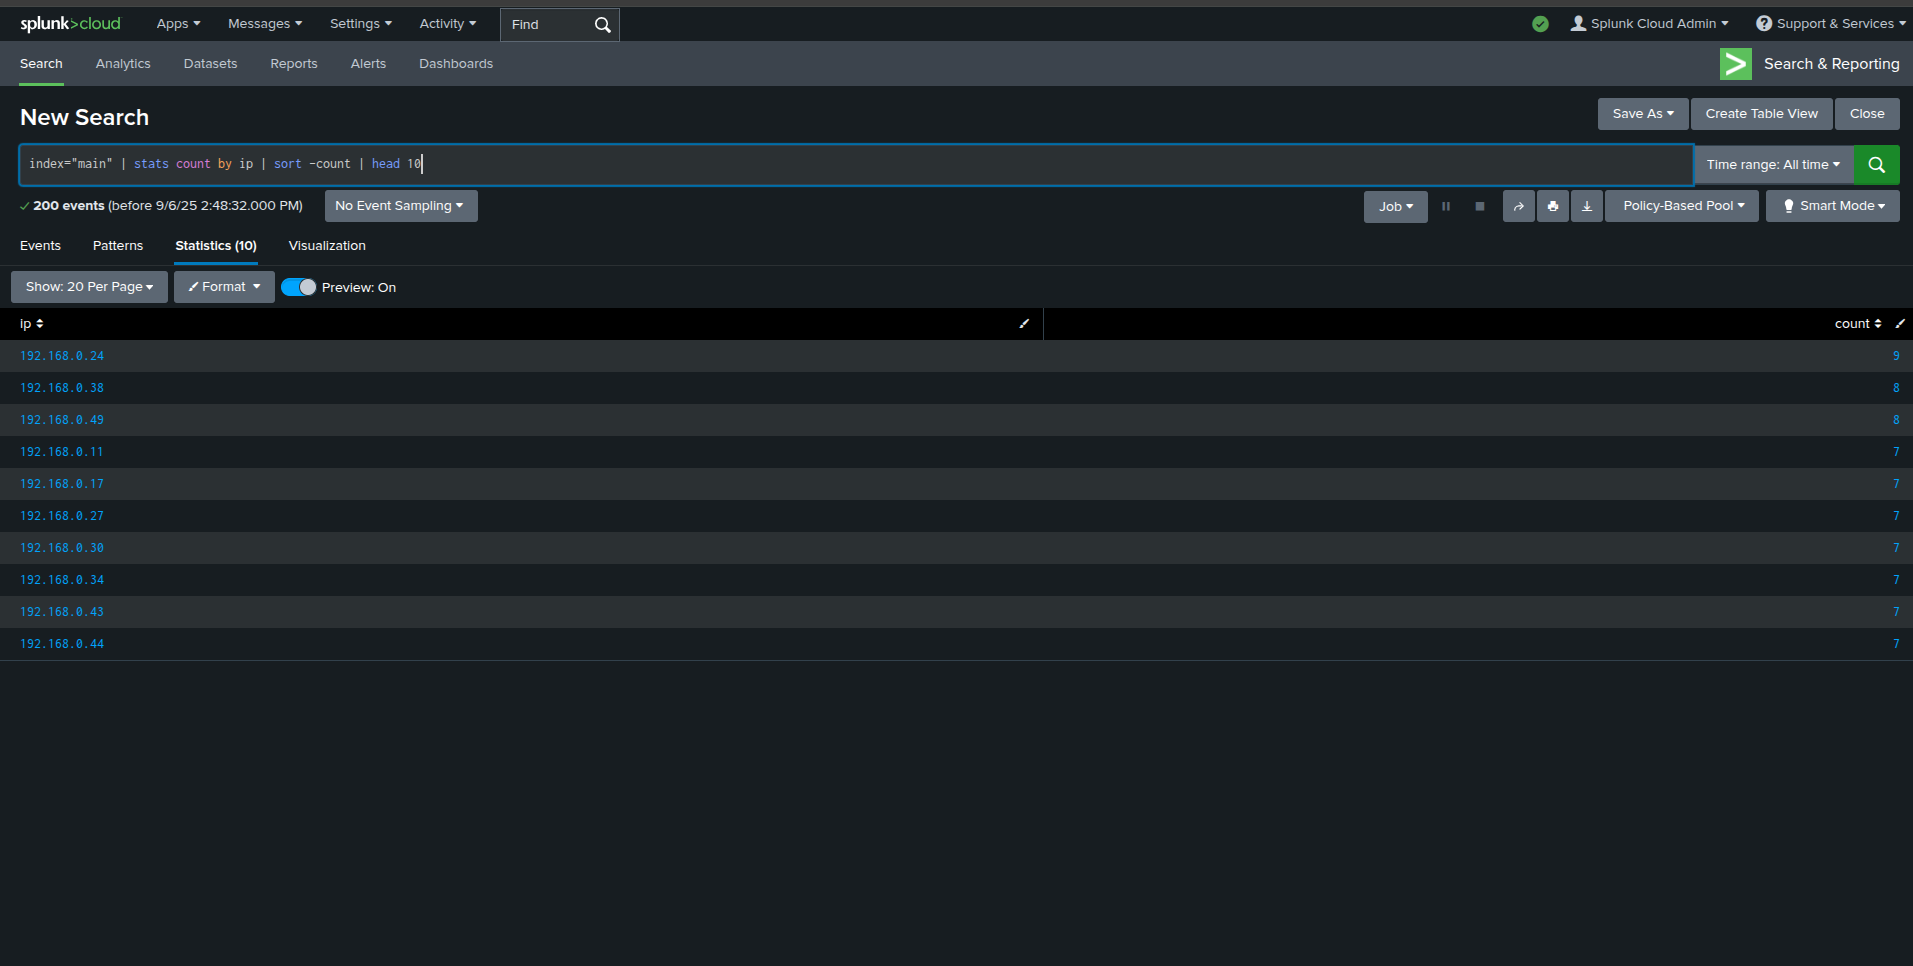 splunk>cloud Apps Messages Settings Activity Find Splunk Cloud Admin Support & Services
Search Analytics Datasets Reports Alerts Dashboards Search & Reporting
New Search Save As Create Table View Close
index="main" | stats count by ip | sort -count | head 10 Time range: All time
200 events (before 9/6/25 2:48:32.000 PM) No Event Sampling Job Policy-Based Pool Smart Mode
Events Patterns Statistics (10) Visualization
Show: 20 Per Page Format Preview: On
ip count
192.168.0.24 9
192.168.0.38 8
192.168.0.49 8
192.168.0.11 7
192.168.0.17 7
192.168.0.27 7
192.168.0.30 7
192.168.0.34 7
192.168.0.43 7
192.168.0.44 7